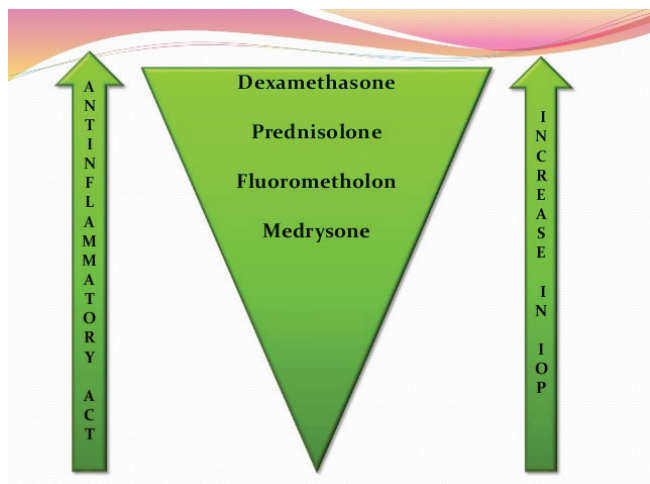 ANTINFLAMMATORY ACT
Dexamethasone
Prednisolone
Fluorometholon
Medrysone
INCREASE IN IOP